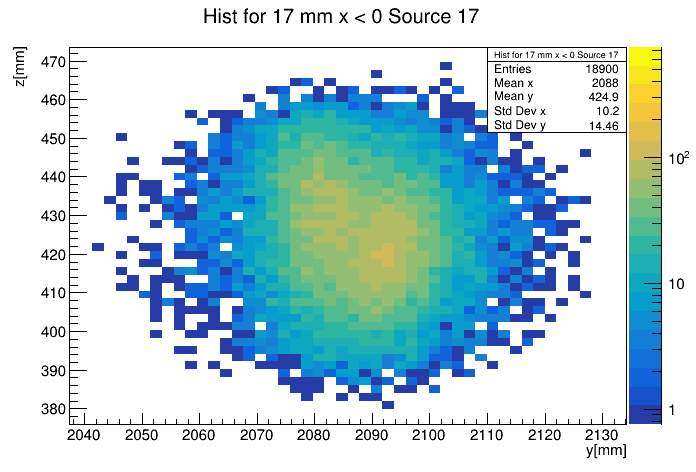 Hist for 17 mm x < 0 Source 17
z[mm]
Hist for 17 mm x < 0 Source 17
Entries 18900
Mean x 2088
Mean y 424.9
Std Dev x 10.2
Std Dev y 14.46
470
460
450
440
430
420
410
400
390
380
10²
10
1
2040 2050 2060 2070 2080 2090 2100 2110 2120 2130
y[mm]